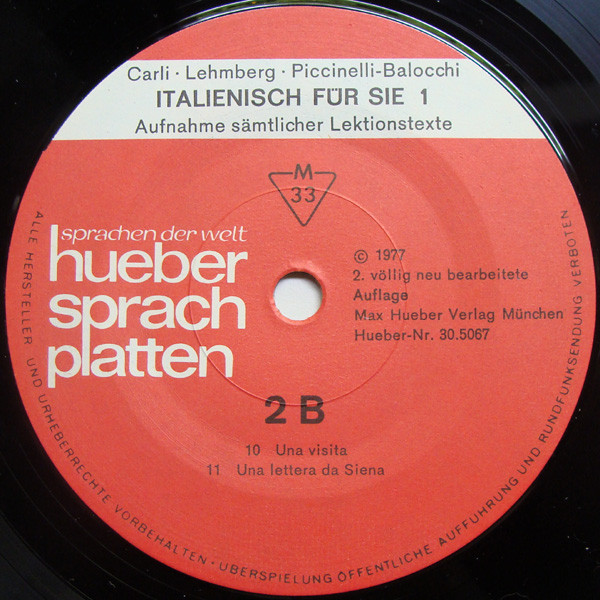 Carli · Lehmberg · Piccinelli-Balocchi
ITALIENISCH FÜR SIE 1
Aufnahme sämtlicher Lektionstexte
M
33
sprachen der welt
hueber
sprach
platten
© 1977
2. völlig neu bearbeitete
Auflage
Max Hueber Verlag München
Hueber-Nr. 30.5067
2 B
10 Una visita
11 Una lettera da Siena
ALLE HERSTELLER UND URHEBERRECHTE VORBEHALTEN · ÜBERSPIELUNG ÖFFENTLICHE AUFFÜHRUNG UND RUNDFUNKSENDUNG VERBOTEN